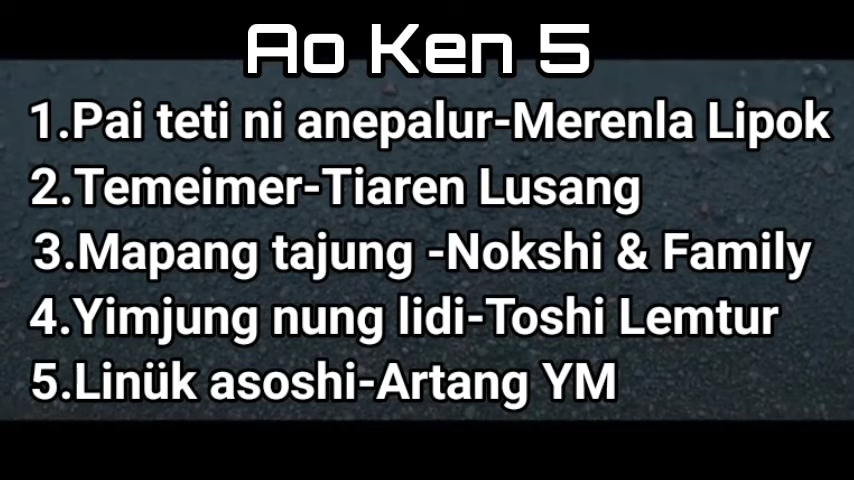 Ao Ken 5
1.Pai teti ni anepalur-Merenla Lipok
2.Temeimer-Tiaren Lusang
3.Mapang tajung -Nokshi & Family
4.Yimjung nung lidi-Toshi Lemtur
5.Linük asoshi-Artang YM